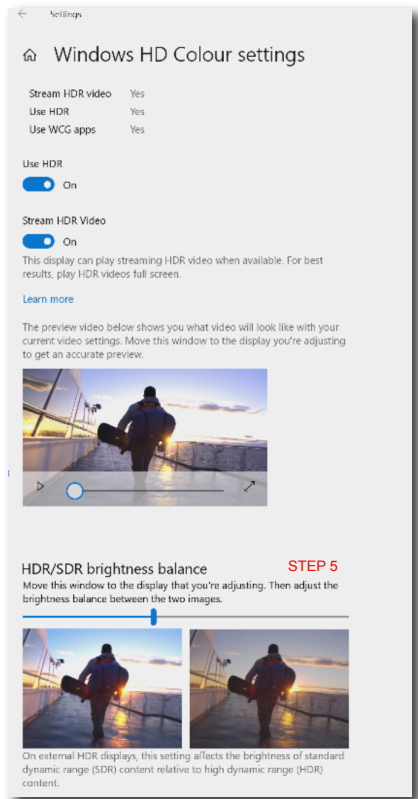 Settings
Windows HD Colour settings
Stream HDR video Yes
Use HDR Yes
Use WCG apps Yes
Use HDR
On
Stream HDR Video
On
This display can play streaming HDR video when available. For best
results, play HDR videos full screen.
Learn more
The preview video below shows you what video will look like with your
current video settings. Move this window to the display you're adjusting
to get an accurate preview.
HDR/SDR brightness balance STEP 5
Move this window to the display that you're adjusting. Then adjust the
brightness balance between the two images.
On external HDR displays, this setting affects the brightness of standard
dynamic range (SDR) content relative to high dynamic range (HDR)
content.